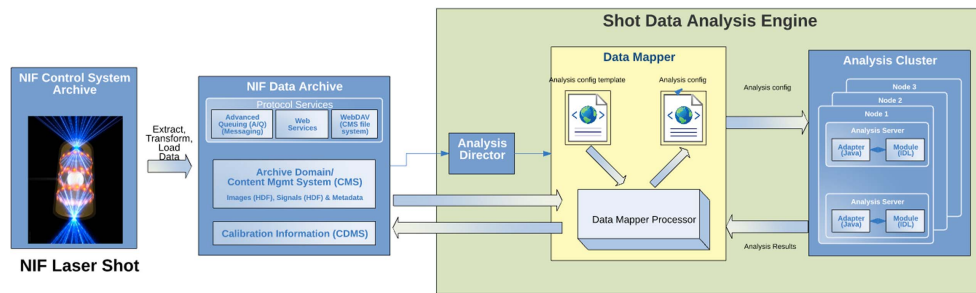 Shot Data Analysis Engine
NIF Control System
Archive
NIF Laser Shot
Extract,
Transform,
Load
Data
NIF Data Archive
Protocol Services
Advanced
Queuing (A/Q)
(Messaging)
Web
Services
WebDAV
(CMS file
system)
Archive Domain/
Content Mgmt System (CMS)
Images (HDF), Signals (HDF) & Metadata
Calibration Information (CDMS)
Analysis
Director
Data Mapper
Analysis config template
Analysis config
Data Mapper Processor
Analysis config
Analysis Results
Analysis Cluster
Node 3
Node 2
Node 1
Analysis Server
Adapter
(Java)
Module
(IDL)
Analysis Server
Adapter
(Java)
Module
(IDL)